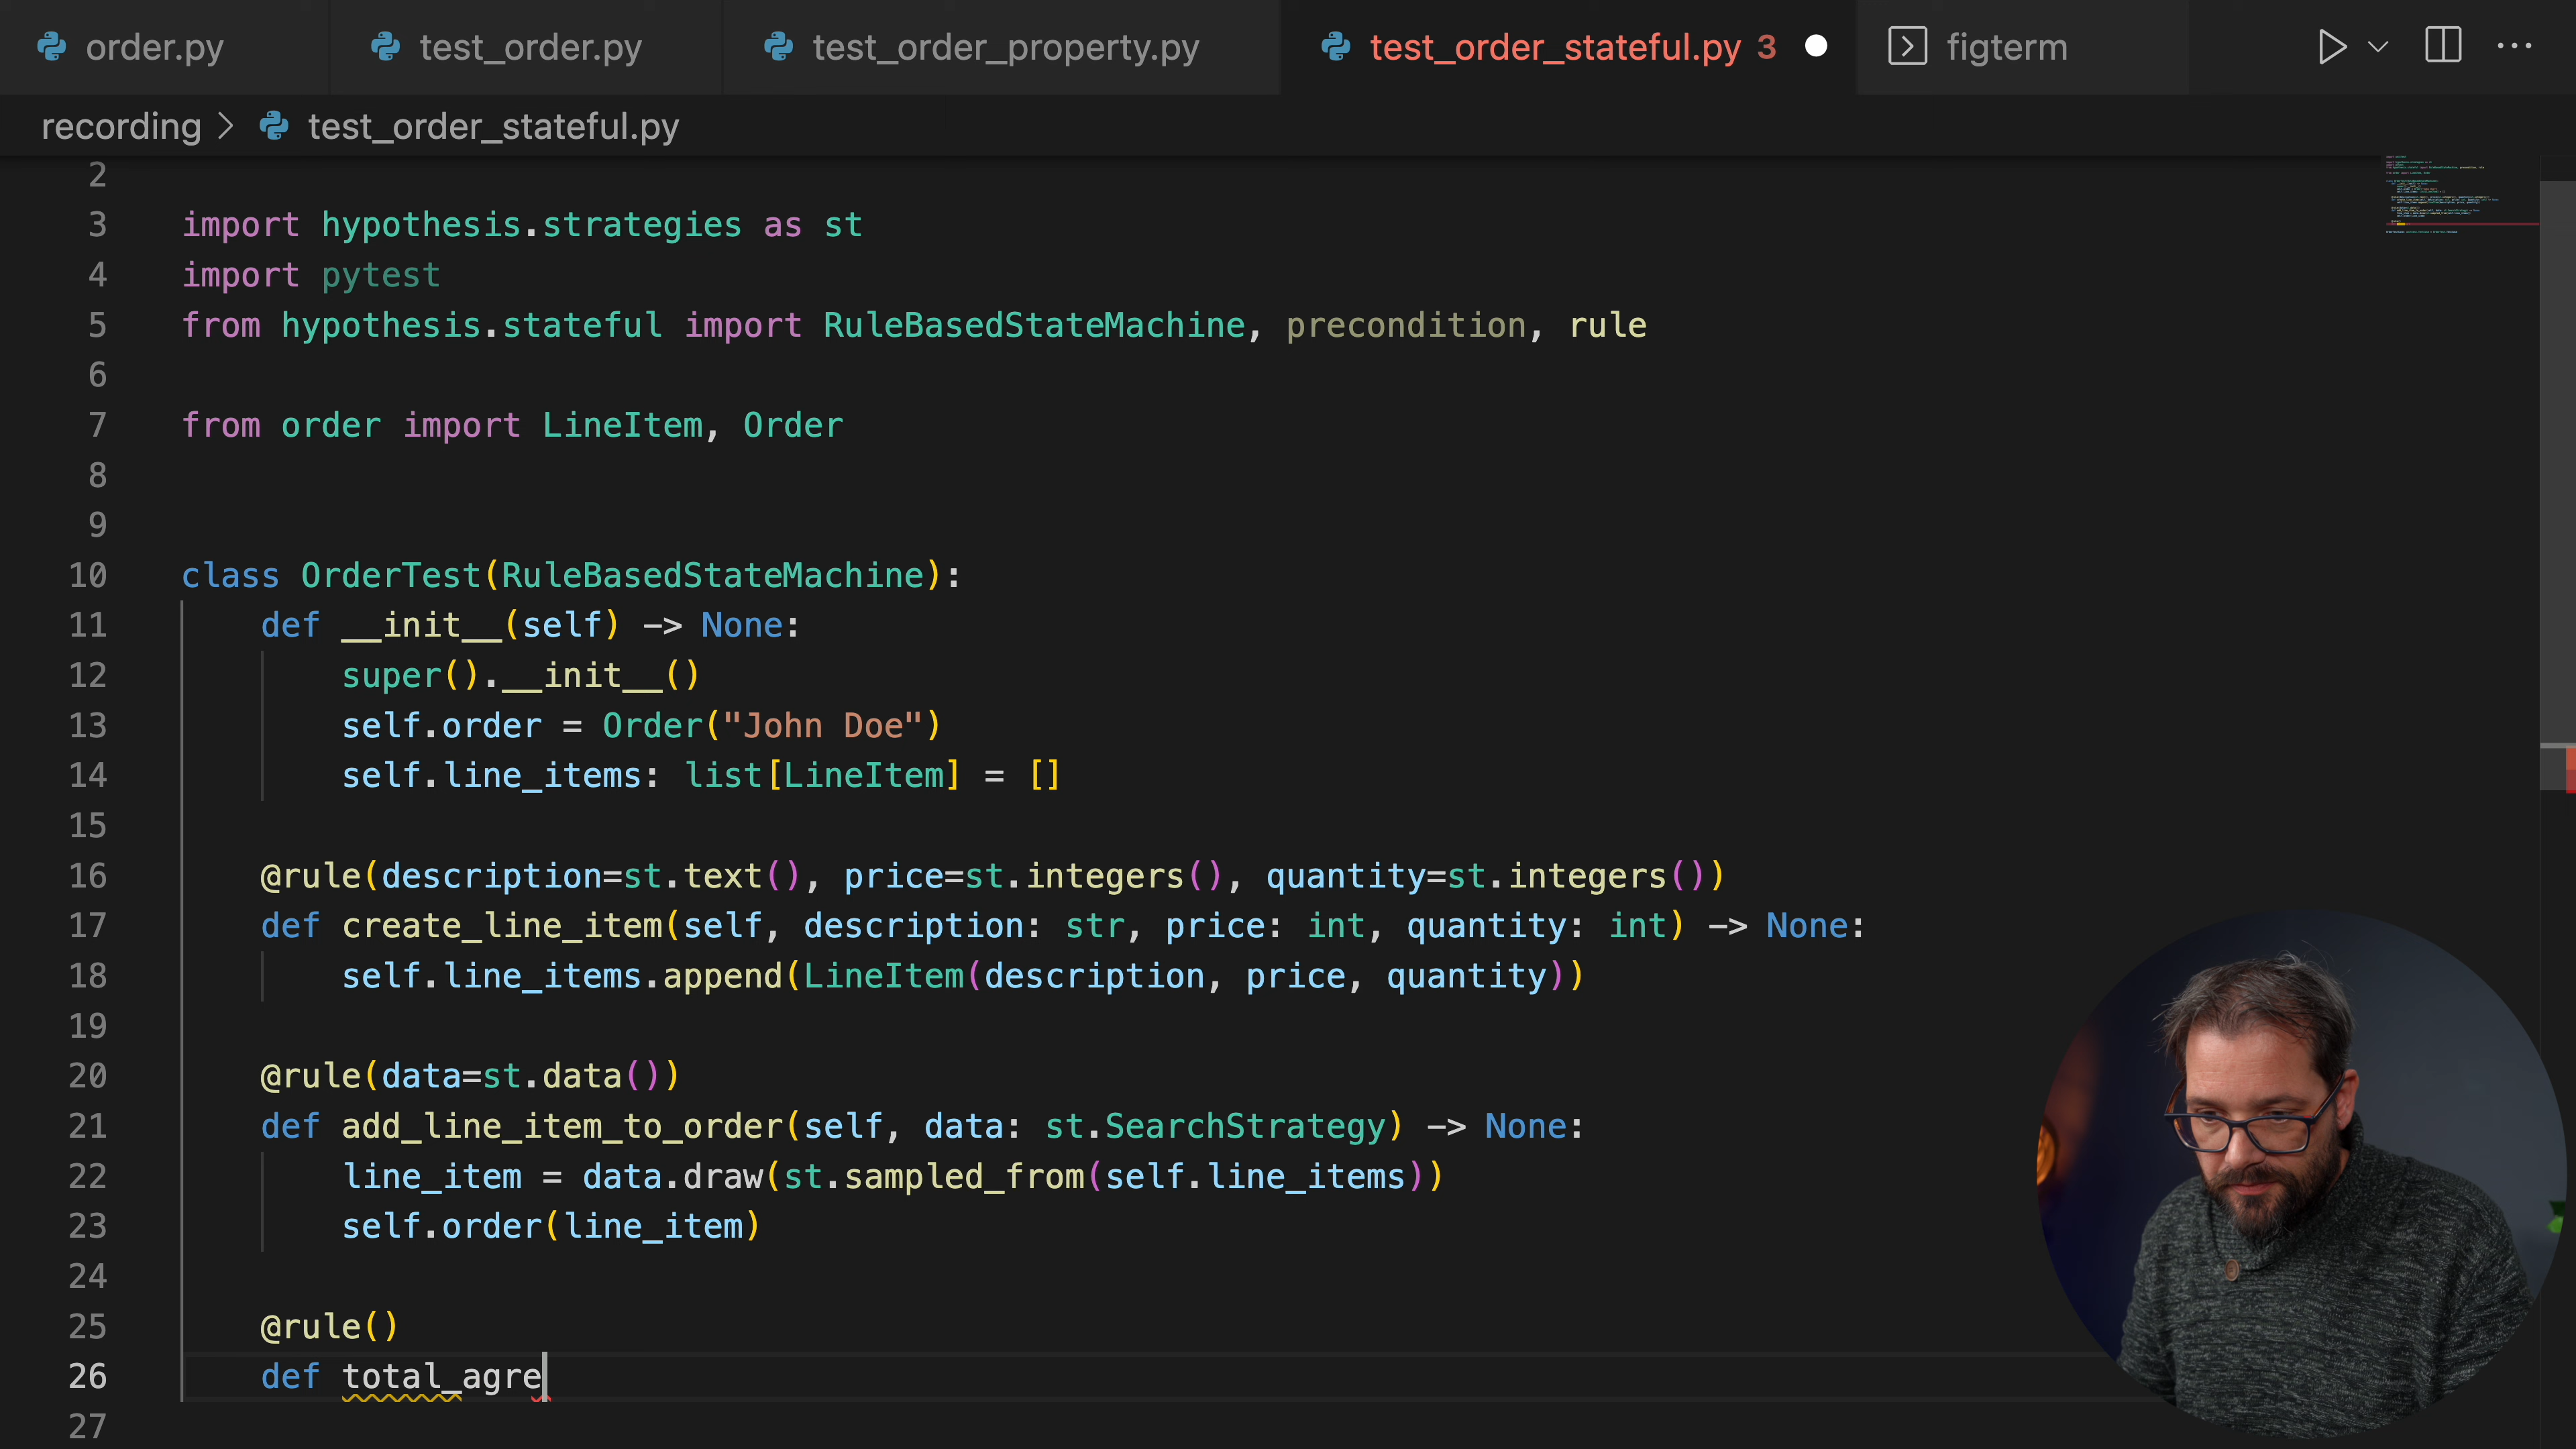 order.py test_order.py test_order_property.py test_order_stateful.py 3 figterm
recording > test_order_stateful.py
2
3 import hypothesis.strategies as st
4 import pytest
5 from hypothesis.stateful import RuleBasedStateMachine, precondition, rule
6
7 from order import LineItem, Order
8
9
10 class OrderTest(RuleBasedStateMachine):
11 def __init__(self) -> None:
12 super().__init__()
13 self.order = Order("John Doe")
14 self.line_items: list[LineItem] = []
15
16 @rule(description=st.text(), price=st.integers(), quantity=st.integers())
17 def create_line_item(self, description: str, price: int, quantity: int) -> None:
18 self.line_items.append(LineItem(description, price, quantity))
19
20 @rule(data=st.data())
21 def add_line_item_to_order(self, data: st.SearchStrategy) -> None:
22 line_item = data.draw(st.sampled_from(self.line_items))
23 self.order(line_item)
24
25 @rule()
26 def total_agre
27